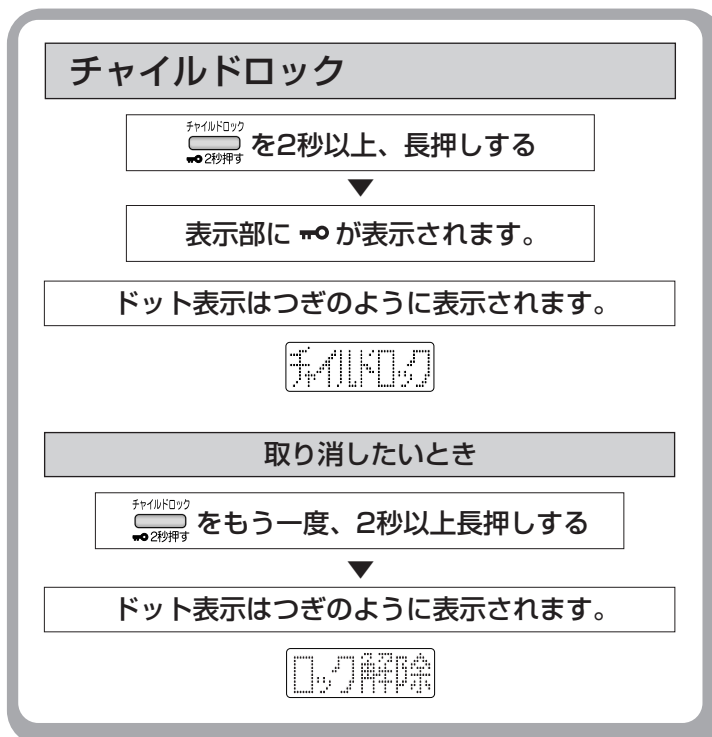 チャイルドロック
チャイルドロック
2秒押す
を2秒以上、長押しする
▼
表示部に が表示されます。
ドット表示はつぎのように表示されます。
チャイルドロック
取り消したいとき
チャイルドロック
2秒押す
をもう一度、2秒以上長押しする
▼
ドット表示はつぎのように表示されます。
ロック解除